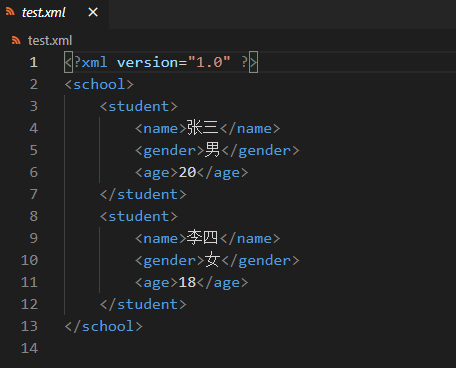 test.xml ×
test.xml
1 <?xml version="1.0" ?>
2 <school>
3     <student>
4         <name>张三</name>
5         <gender>男</gender>
6         <age>20</age>
7     </student>
8     <student>
9         <name>李四</name>
10         <gender>女</gender>
11         <age>18</age>
12     </student>
13 </school>
14